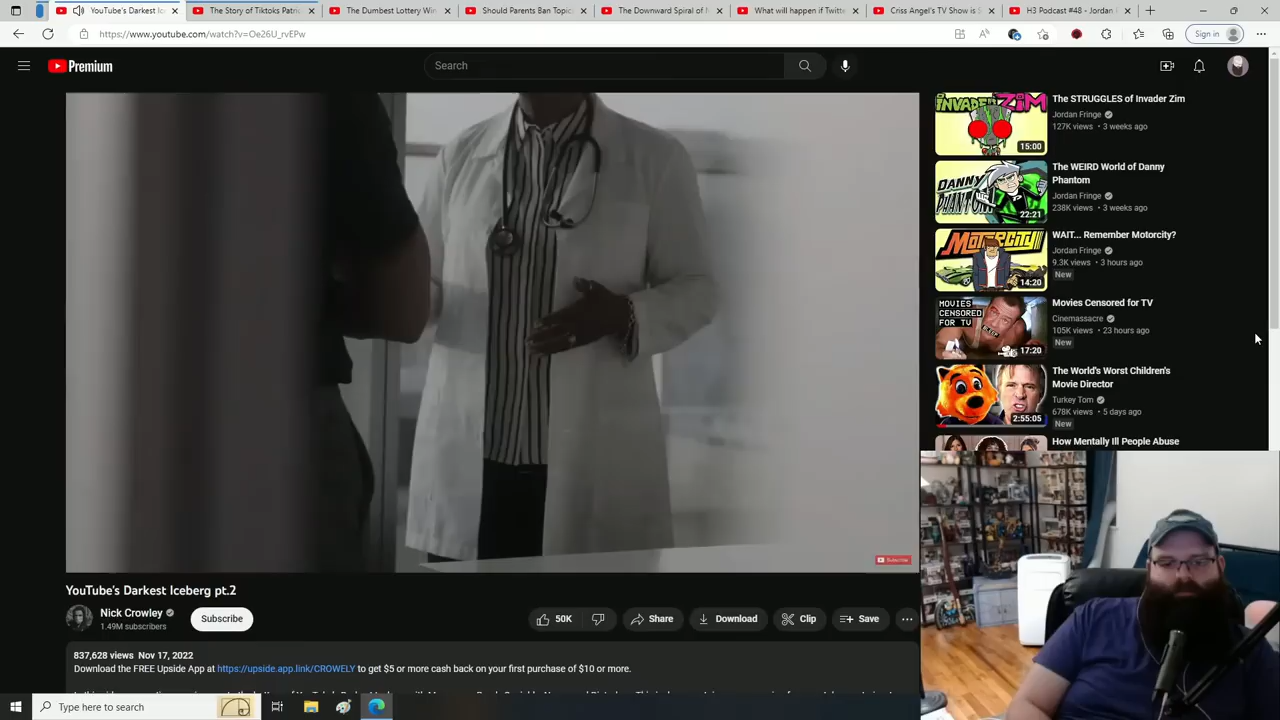 YouTube's Darkest Ic
The Story of Tiktoks Patri
The Dumbest Lottery Win
Should Parents Ban Topic
The Downward Spiral of
What will happen if Twitte
Criss Angel's TV Show is S
H3 Podcast #48 - Jordan
https://www.youtube.com/watch?v=Oe26U_rvEPw
Sign in
Premium
Search
INVADER ZIM
15:00
The STRUGGLES of Invader Zim
Jordan Fringe
127K views • 3 weeks ago
DANNY PHANTOM
22:21
The WEIRD World of Danny
Phantom
Jordan Fringe
238K views • 3 weeks ago
MOTORCITY
14:20
WAIT... Remember Motorcity?
Jordan Fringe
9.3K views • 3 hours ago
New
MOVIES
CENSORED
FOR TV
17:20
Movies Censored for TV
Cinemassacre
105K views • 23 hours ago
New
2:55:05
The World's Worst Children's
Movie Director
Turkey Tom
678K views • 5 days ago
New
How Mentally Ill People Abuse
Subscribe
YouTube's Darkest Iceberg pt.2
Nick Crowley
1.49M subscribers
Subscribe
50K
Share
Download
Clip
Save
837,628 views Nov 17, 2022
Download the FREE Upside App at https://upside.app.link/CROWELY to get $5 or more cash back on your first purchase of $10 or more.
Type here to search